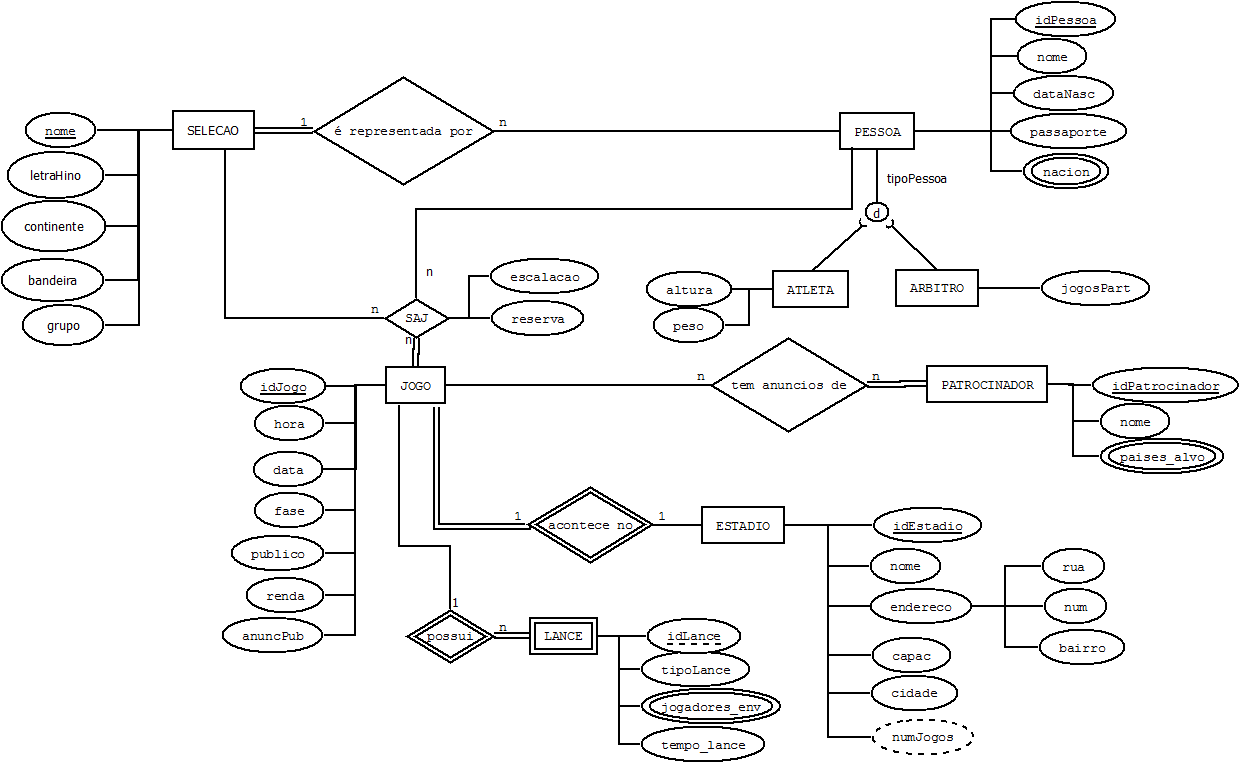 idPessoa
nome
dataNasc
passaporte
nacion
SELECAO
1
é representada por
n
PESSOA
nome
letraHino
continente
bandeira
grupo
tipoPessoa
d
n
escalacao
n
SAJ
reserva
n
altura
peso
ATLETA
ARBITRO
jogosPart
idJogo
JOGO
n
tem anuncios de
n
PATROCINADOR
idPatrocinador
nome
paises_alvo
hora
data
fase
publico
renda
anuncPub
1
acontece no
1
ESTADIO
idEstadio
nome
endereco
rua
num
bairro
capac
cidade
numJogos
1
possui
n
LANCE
idLance
tipoLance
jogadores_env
tempo_lance